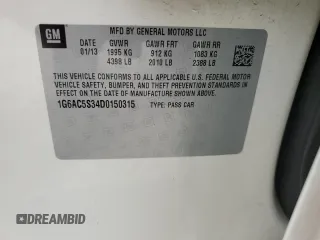 GM
MFD BY GENERAL MOTORS LLC
DATE GVWR GAWR FRT GAWR RR
01/13 1995 KG 912 KG 1083 KG
4398 LB 2010 LB 2388 LB
THIS VEHICLE CONFORMS TO ALL APPLICABLE U.S. FEDERAL MOTOR
VEHICLE SAFETY, BUMPER, AND THEFT PREVENTION STANDARDS IN
EFFECT ON THE DATE OF MANUFACTURE SHOWN ABOVE.
1G6AC5S34D0150315 TYPE: PASS CAR
DREAMBID